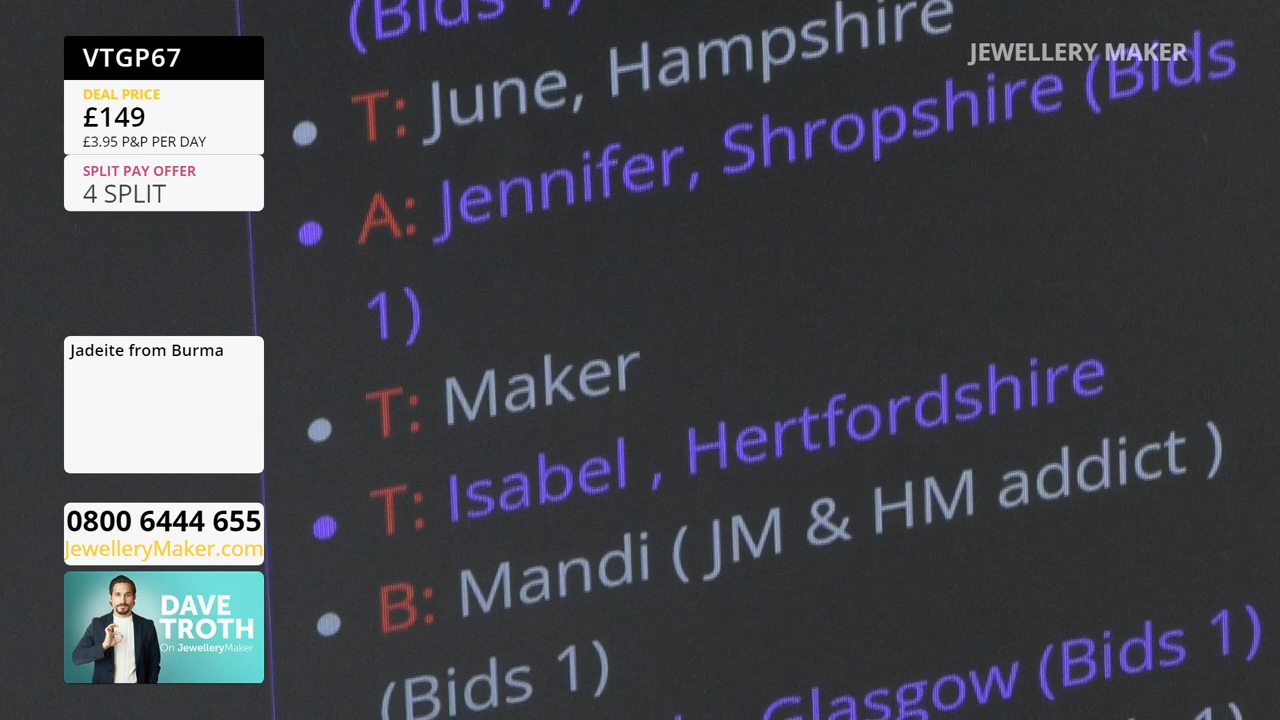 VTGP67
DEAL PRICE
£149
£3.95 P&P PER DAY
SPLIT PAY OFFER
4 SPLIT
Jadeite from Burma
0800 6444 655
JewelleryMaker.com
DAVE
TROTH
On JewelleryMaker
JEWELLERY MAKER
(Bids 1)
T: June, Hampshire
A: Jennifer, Shropshire (Bids
1)
T: Maker
T: Isabel , Hertfordshire
B: Mandi ( JM & HM addict )
(Bids 1)
Glasgow (Bids 1)